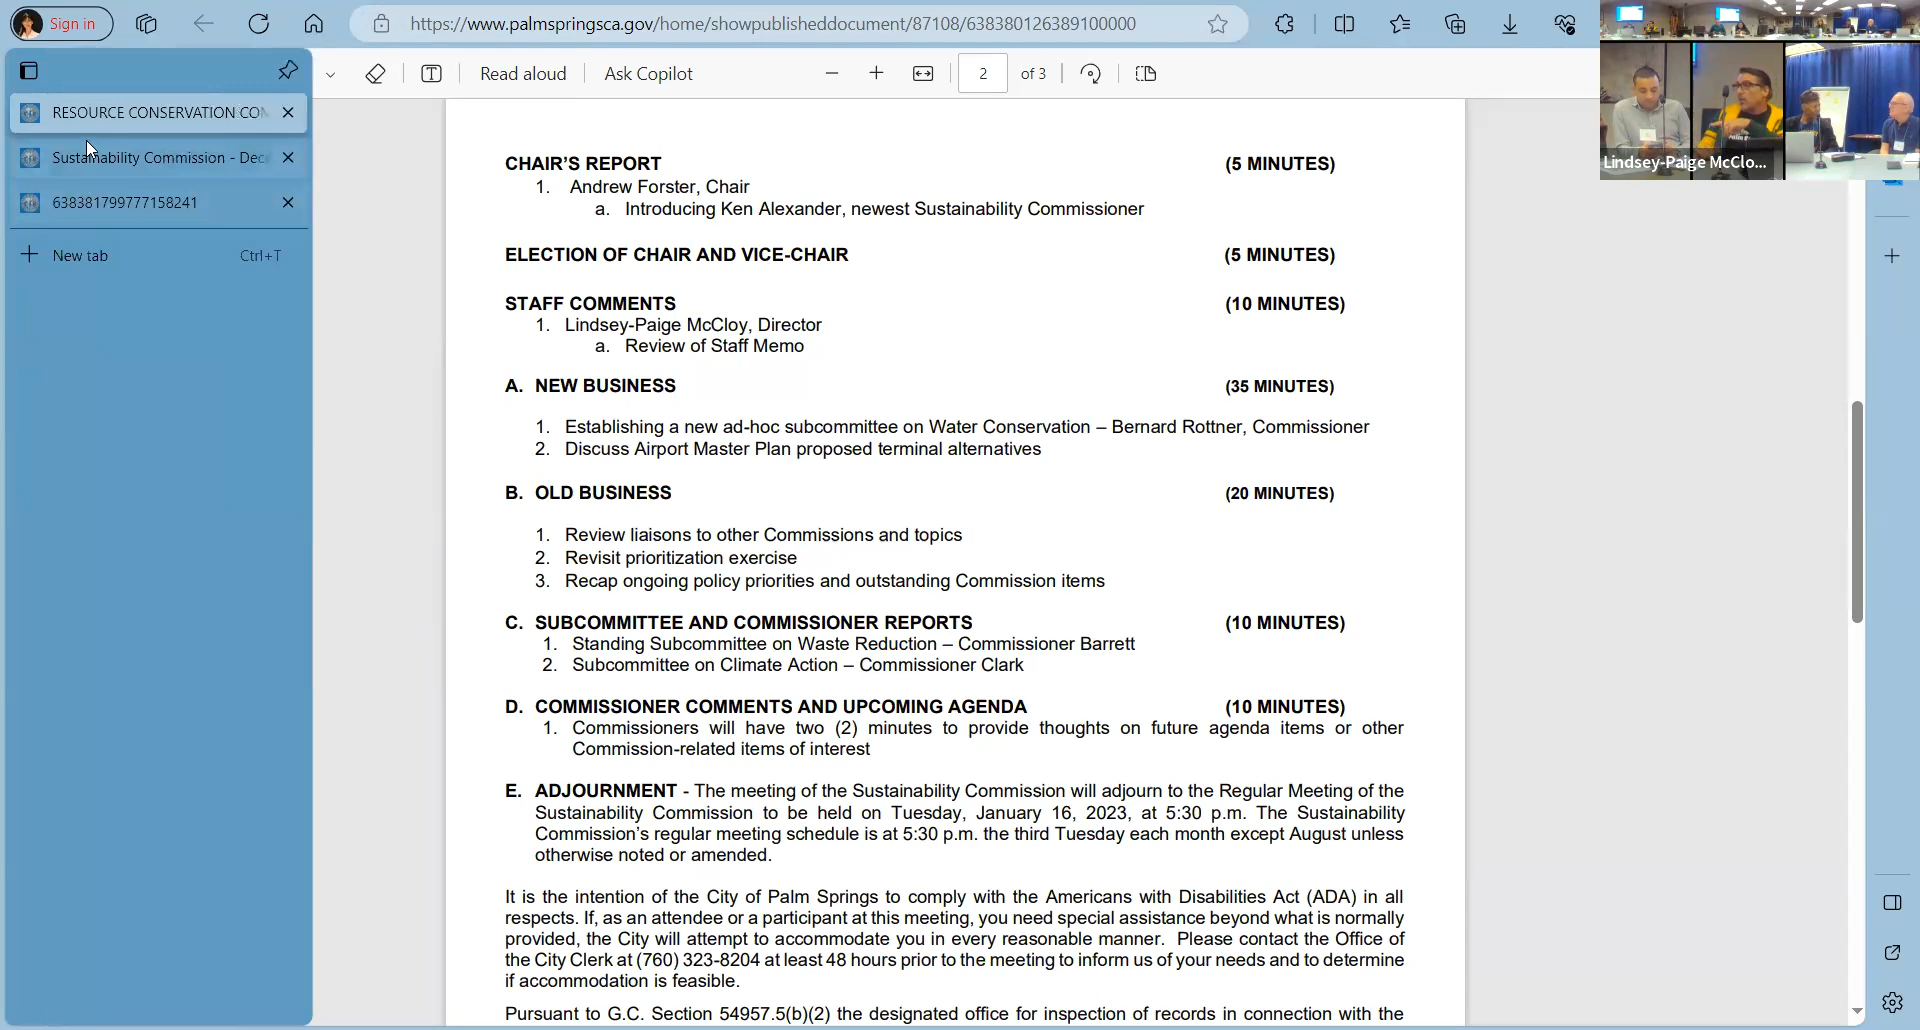 Sign in
https://www.palmspringsca.gov/home/showpublisheddocument/87108/638380126389100000
RESOURCE CONSERVATION CO
Sustainability Commission - Dec
638381799777158241
New tab Ctrl+T
Read aloud Ask Copilot 2 of 3
Lindsey-Paige McClo...
CHAIR'S REPORT (5 MINUTES)
1. Andrew Forster, Chair
a. Introducing Ken Alexander, newest Sustainability Commissioner
ELECTION OF CHAIR AND VICE-CHAIR (5 MINUTES)
STAFF COMMENTS (10 MINUTES)
1. Lindsey-Paige McCloy, Director
a. Review of Staff Memo
A. NEW BUSINESS (35 MINUTES)
1. Establishing a new ad-hoc subcommittee on Water Conservation – Bernard Rottner, Commissioner
2. Discuss Airport Master Plan proposed terminal alternatives
B. OLD BUSINESS (20 MINUTES)
1. Review liaisons to other Commissions and topics
2. Revisit prioritization exercise
3. Recap ongoing policy priorities and outstanding Commission items
C. SUBCOMMITTEE AND COMMISSIONER REPORTS (10 MINUTES)
1. Standing Subcommittee on Waste Reduction – Commissioner Barrett
2. Subcommittee on Climate Action – Commissioner Clark
D. COMMISSIONER COMMENTS AND UPCOMING AGENDA (10 MINUTES)
1. Commissioners will have two (2) minutes to provide thoughts on future agenda items or other
Commission-related items of interest
E. ADJOURNMENT - The meeting of the Sustainability Commission will adjourn to the Regular Meeting of the
Sustainability Commission to be held on Tuesday, January 16, 2023, at 5:30 p.m. The Sustainability
Commission's regular meeting schedule is at 5:30 p.m. the third Tuesday each month except August unless
otherwise noted or amended.
It is the intention of the City of Palm Springs to comply with the Americans with Disabilities Act (ADA) in all
respects. If, as an attendee or a participant at this meeting, you need special assistance beyond what is normally
provided, the City will attempt to accommodate you in every reasonable manner. Please contact the Office of
the City Clerk at (760) 323-8204 at least 48 hours prior to the meeting to inform us of your needs and to determine
if accommodation is feasible.
Pursuant to G.C. Section 54957.5(b)(2) the designated office for inspection of records in connection with the